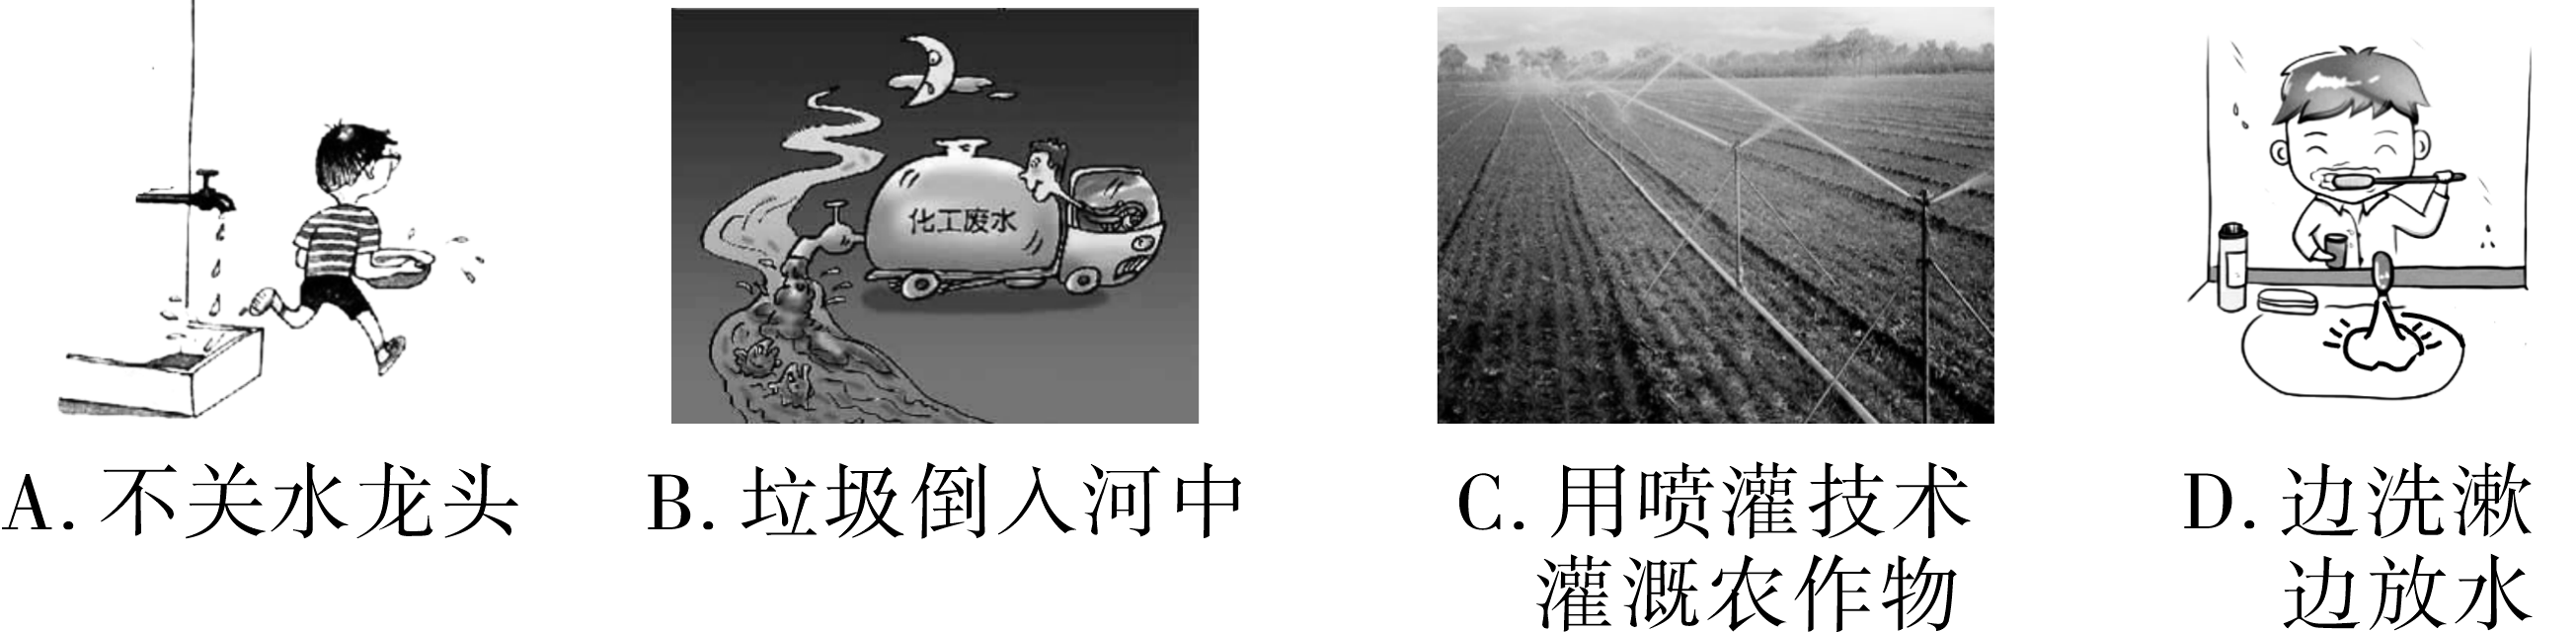 化工废水
A. 不关水龙头
B. 垃圾倒入河中
C. 用喷灌技术
灌溉农作物
D. 边洗漱
边放水